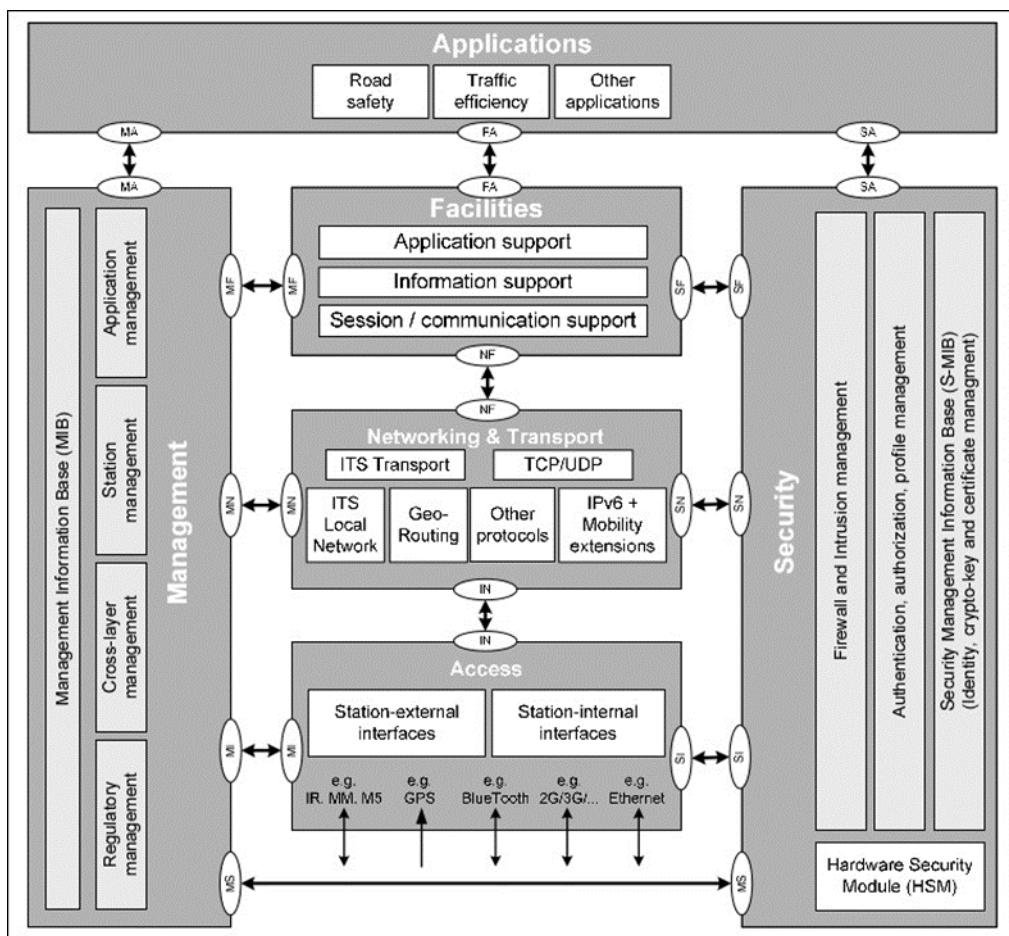 Applications
Road
safety
Traffic
efficiency
Other
applications
MA
FA
SA
MA
FA
SA
Management
Management Information Base (MIB)
Application
management
Station
management
Cross-layer
management
Regulatory
management
MF
MF
MN
MN
MI
MI
MS
Facilities
Application support
Information support
Session / communication support
NF
NF
Networking & Transport
ITS Transport
TCP/UDP
ITS
Local
Network
Geo-
Routing
Other
protocols
IPv6 +
Mobility
extensions
IN
IN
Access
Station-external
interfaces
Station-internal
interfaces
e.g.
IR. MM. M5
e.g.
GPS
e.g.
BlueTooth
e.g.
2G/3G/...
e.g.
Ethernet
SF
SF
SN
SN
SI
SI
MS
Security
Firewall and Intrusion management
Authentication, authorization, profile management
Security Management Information Base (S-MIB)
(Identity, crypto-key and certificate managment)
Hardware Security
Module (HSM)